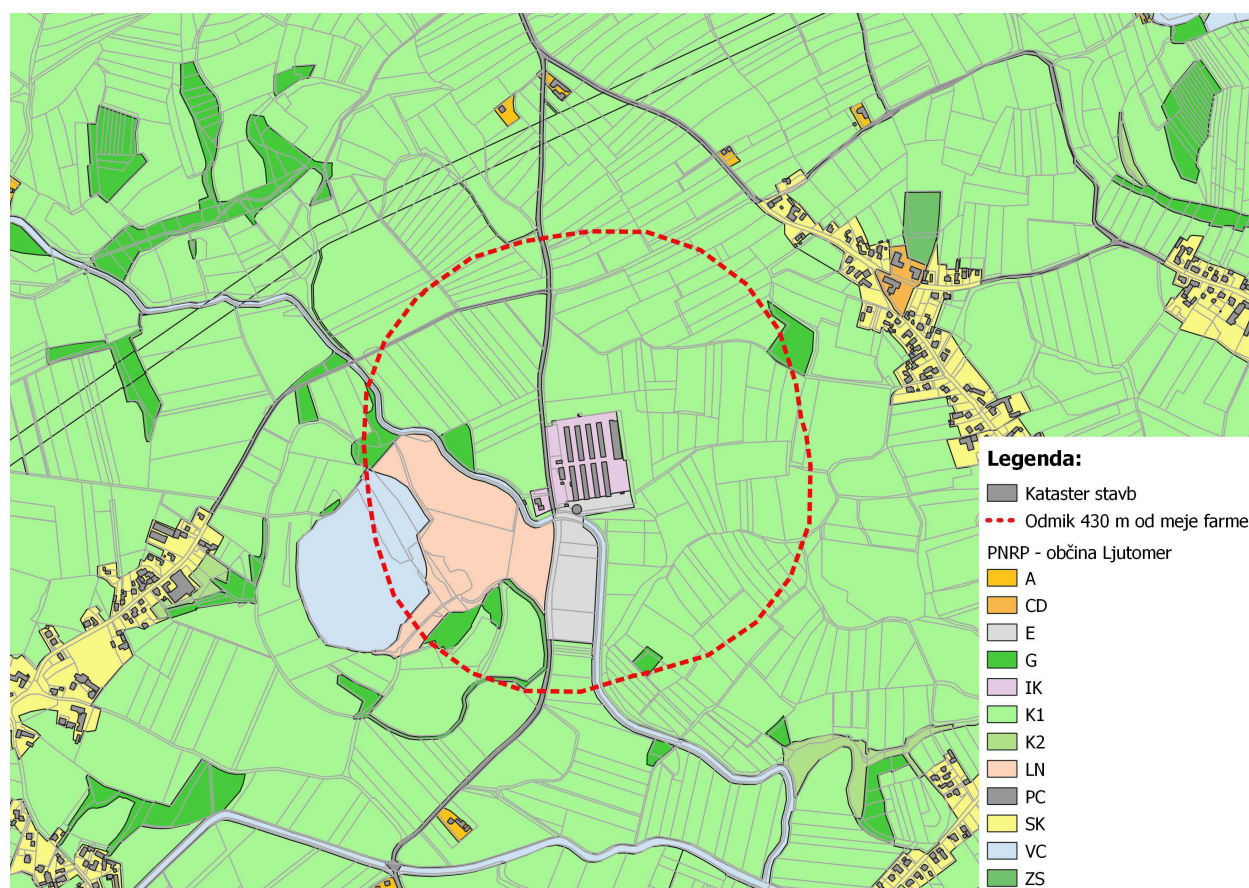 Legenda:
Kataster stavb
Odmik 430 m od meje farme
PNRP - občina Ljutomer
A
CD
E
G
IK
K1
K2
LN
PC
SK
VC
ZS